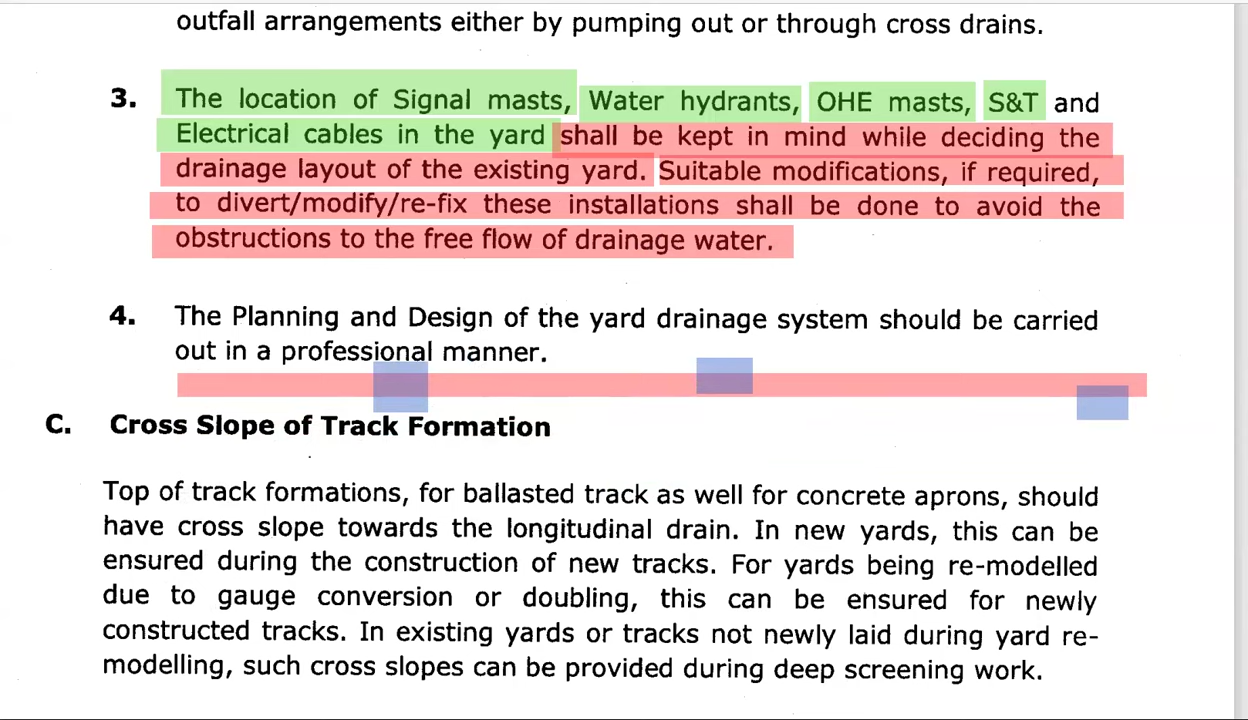 outfall arrangements either by pumping out or through cross drains.
3. The location of Signal masts, Water hydrants, OHE masts, S&T and
Electrical cables in the yard shall be kept in mind while deciding the
drainage layout of the existing yard. Suitable modifications, if required,
to divert/modify/re-fix these installations shall be done to avoid the
obstructions to the free flow of drainage water.
4. The Planning and Design of the yard drainage system should be carried
out in a professional manner.
C. Cross Slope of Track Formation
Top of track formations, for ballasted track as well for concrete aprons, should
have cross slope towards the longitudinal drain. In new yards, this can be
ensured during the construction of new tracks. For yards being re-modelled
due to gauge conversion or doubling, this can be ensured for newly
constructed tracks. In existing yards or tracks not newly laid during yard re-
modelling, such cross slopes can be provided during deep screening work.